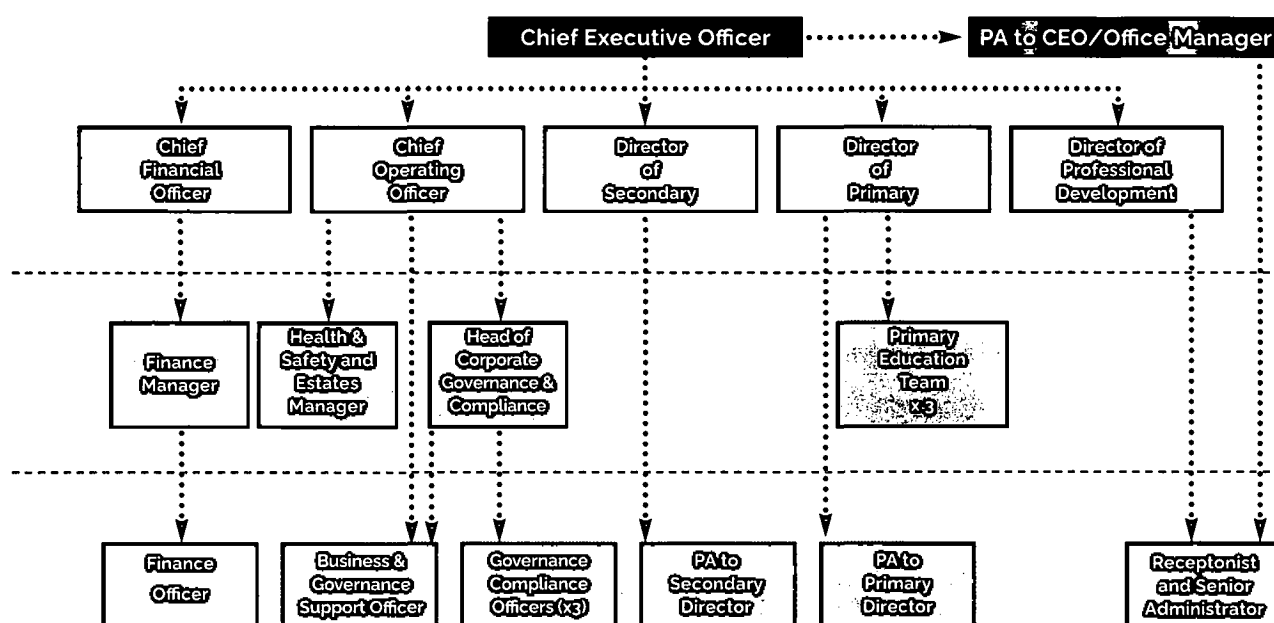 Chief Executive Officer
PA to CEO/Office Manager
Chief
Financial
Officer
Chief
Operating
Officer
Director
of
Secondary
Director
of
Primary
Director of
Professional
Development
Finance
Manager
Health &
Safety and
Estates
Manager
Head of
Corporate
Governance &
Compliance
Primary
Education
Team
x 3
Finance
Officer
Business &
Governance
Support Officer
Governance
Compliance
Officers (x3)
PA to
Secondary
Director
PA to
Primary
Director
Receptonist
and Senior
Administrator